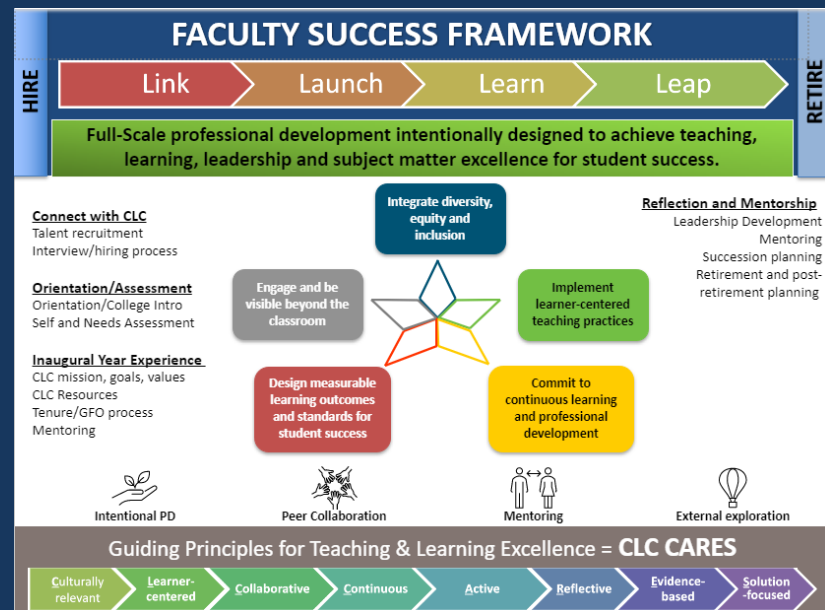 FACULTY SUCCESS FRAMEWORK
HIRE
Link
Launch
Learn
Leap
RETIRE
Full-Scale professional development intentionally designed to achieve teaching,
learning, leadership and subject matter excellence for student success.
Connect with CLC
Talent recruitment
Interview/hiring process
Orientation/Assessment
Orientation/College Intro
Self and Needs Assessment
Inaugural Year Experience
CLC mission, goals, values
CLC Resources
Tenure/GFO process
Mentoring
Integrate diversity,
equity and
inclusion
Engage and be
visible beyond the
classroom
Implement
learner-centered
teaching practices
Design measurable
learning outcomes
and standards for
student success
Commit to
continuous learning
and professional
development
Reflection and Mentorship
Leadership Development
Mentoring
Succession planning
Retirement and post-
retirement planning
Intentional PD
Peer Collaboration
Mentoring
External exploration
Guiding Principles for Teaching & Learning Excellence = CLC CARES
Culturally
relevant
Learner-
centered
Collaborative
Continuous
Active
Reflective
Evidence-
based
Solution
-focused